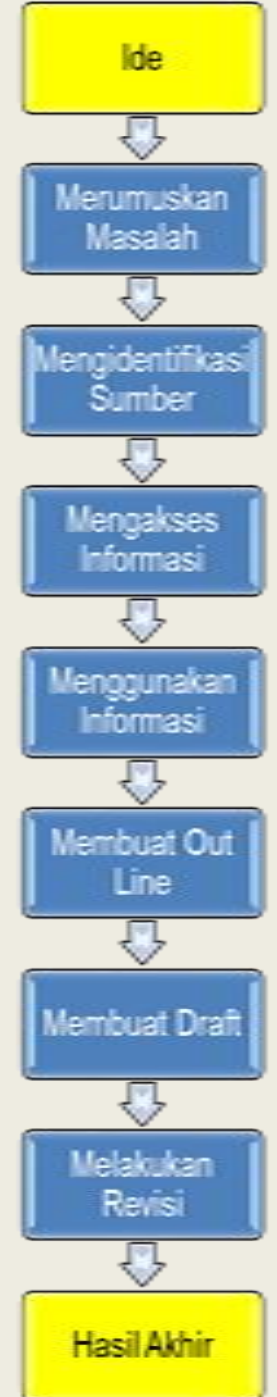 Ide
Merumuskan
Masalah
Mengidentifikasi
Sumber
Mengakses
Informasi
Menggunakan
Informasi
Membuat Out
Line
Membuat Draft
Melakukan
Revisi
Hasil Akhir